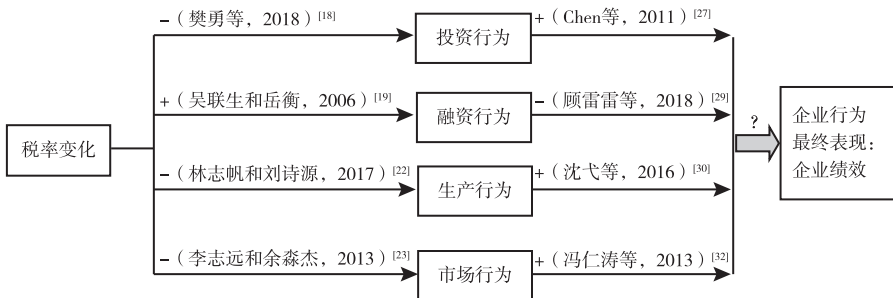 -（樊勇等，2018）[18]
投资行为
+（Chen等，2011）[27]
+（吴联生和岳衡，2006）[19]
融资行为
-（顾雷雷等，2018）[29]
税率变化
?
企业行为
最终表现：
企业绩效
-（林志帆和刘诗源，2017）[22]
生产行为
+（沈弋等，2016）[30]
-（李志远和余淼杰，2013）[23]
市场行为
+（冯仁涛等，2013）[32]